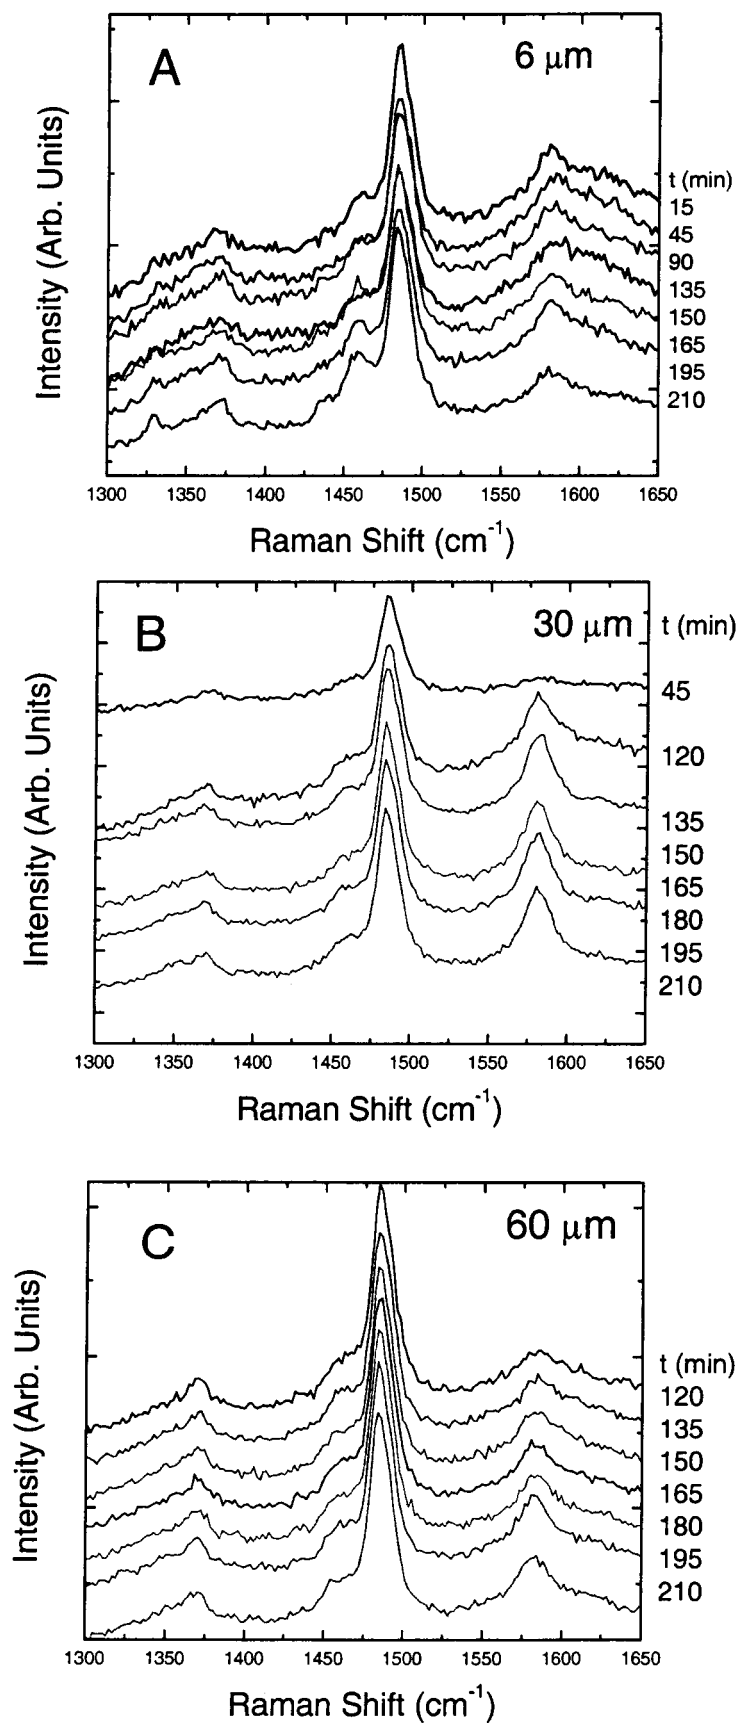 A
6 μm
Intensity (Arb. Units)
t (min)
15
45
90
135
150
165
195
210
1300 1350 1400 1450 1500 1550 1600 1650
Raman Shift (cm-1)
B
30 μm
t (min)
Intensity (Arb. Units)
45
120
135
150
165
180
195
210
1300 1350 1400 1450 1500 1550 1600 1650
Raman Shift (cm-1)
C
60 μm
Intensity (Arb. Units)
t (min)
120
135
150
165
180
195
210
1300 1350 1400 1450 1500 1550 1600 1650
Raman Shift (cm-1)